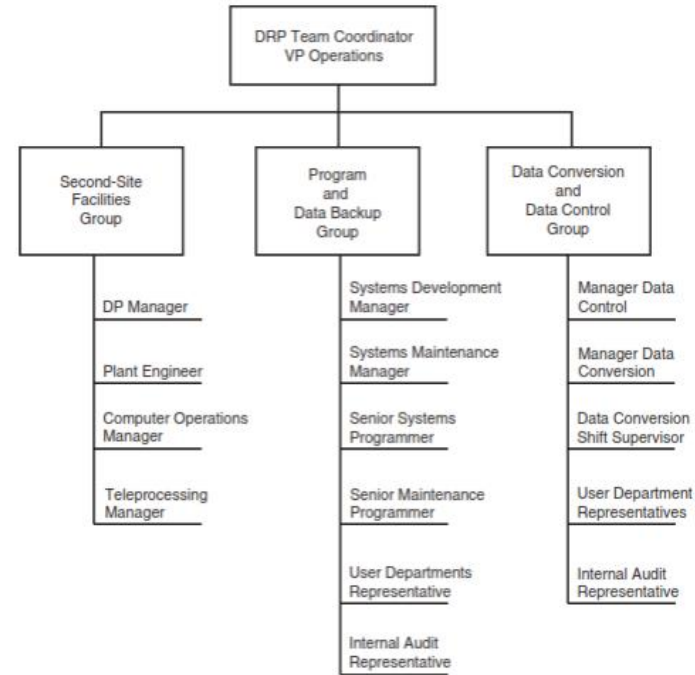 DRP Team Coordinator
VP Operations
Second-Site
Facilities
Group
DP Manager
Plant Engineer
Computer Operations
Manager
Teleprocessing
Manager
Program
and
Data Backup
Group
Systems Development
Manager
Systems Maintenance
Manager
Senior Systems
Programmer
Senior Maintenance
Programmer
User Departments
Representative
Internal Audit
Representative
Data Conversion
and
Data Control
Group
Manager Data
Control
Manager Data
Conversion
Data Conversion
Shift Supervisor
User Department
Representatives
Internal Audit
Representative